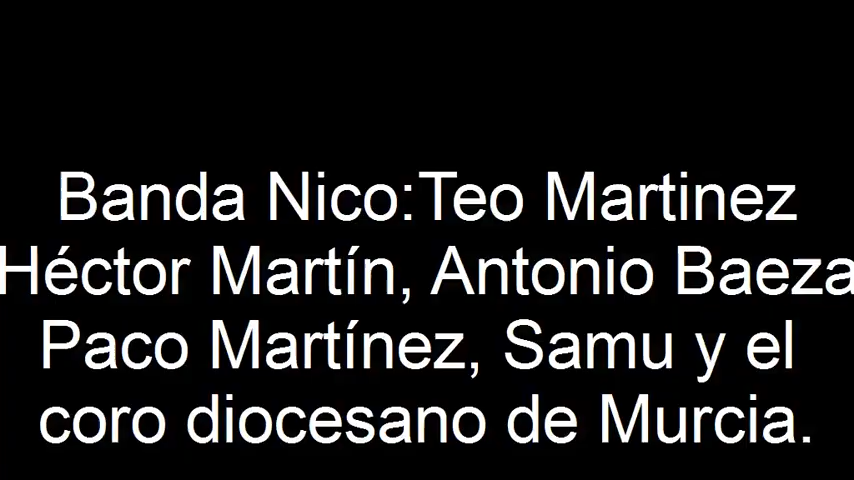 Banda Nico:Teo Martinez
Héctor Martín, Antonio Baeza
Paco Martínez, Samu y el
coro diocesano de Murcia.